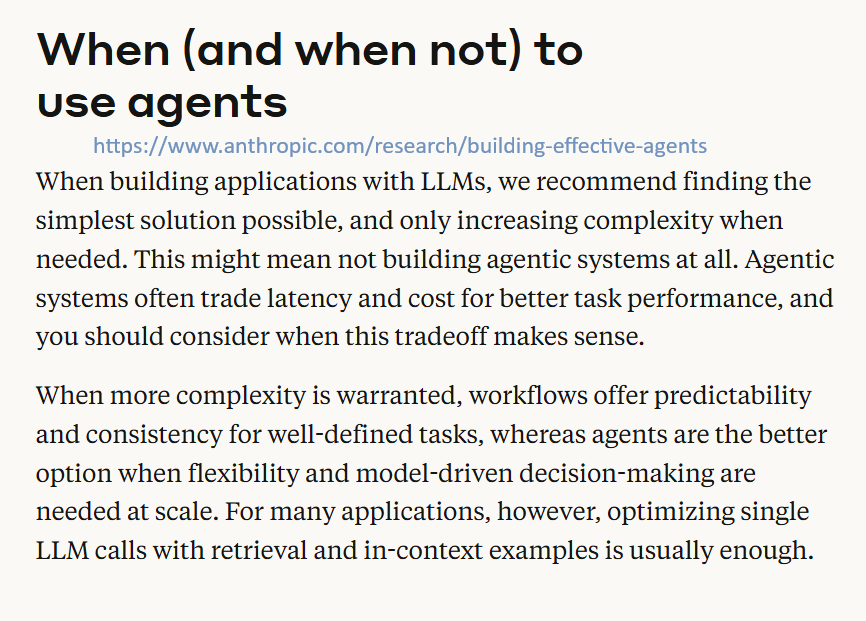 When (and when not) to
use agents
https://www.anthropic.com/research/building-effective-agents
When building applications with LLMs, we recommend finding the
simplest solution possible, and only increasing complexity when
needed. This might mean not building agentic systems at all. Agentic
systems often trade latency and cost for better task performance, and
you should consider when this tradeoff makes sense.
When more complexity is warranted, workflows offer predictability
and consistency for well-defined tasks, whereas agents are the better
option when flexibility and model-driven decision-making are
needed at scale. For many applications, however, optimizing single
LLM calls with retrieval and in-context examples is usually enough.